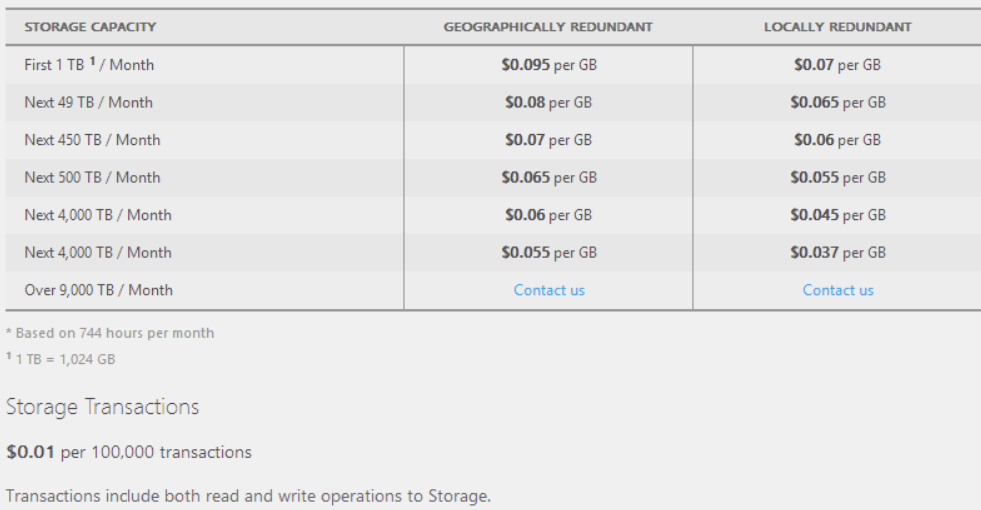 STORAGE CAPACITY GEOGRAPHICALLY REDUNDANT LOCALLY REDUNDANT
First 1 TB ¹ / Month $0.095 per GB $0.07 per GB
Next 49 TB / Month $0.08 per GB $0.065 per GB
Next 450 TB / Month $0.07 per GB $0.06 per GB
Next 500 TB / Month $0.065 per GB $0.055 per GB
Next 4,000 TB / Month $0.06 per GB $0.045 per GB
Next 4,000 TB / Month $0.055 per GB $0.037 per GB
Over 9,000 TB / Month Contact us Contact us
* Based on 744 hours per month
¹ 1 TB = 1,024 GB
Storage Transactions
$0.01 per 100,000 transactions
Transactions include both read and write operations to Storage.